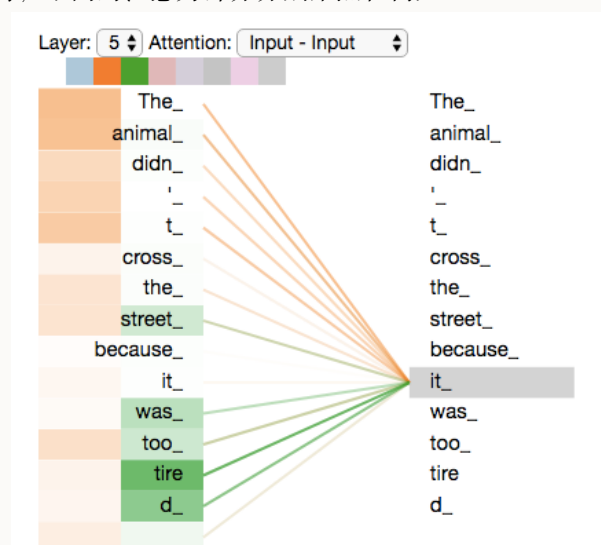 Layer: 5 Attention: Input - Input
The_ The_
animal_ animal_
didn_ didn_
'_ '_
t_ t_
cross_ cross_
the_ the_
street_ street_
because_ because_
it_ it_
was_ was_
too_ too_
tire tire
d_ d_